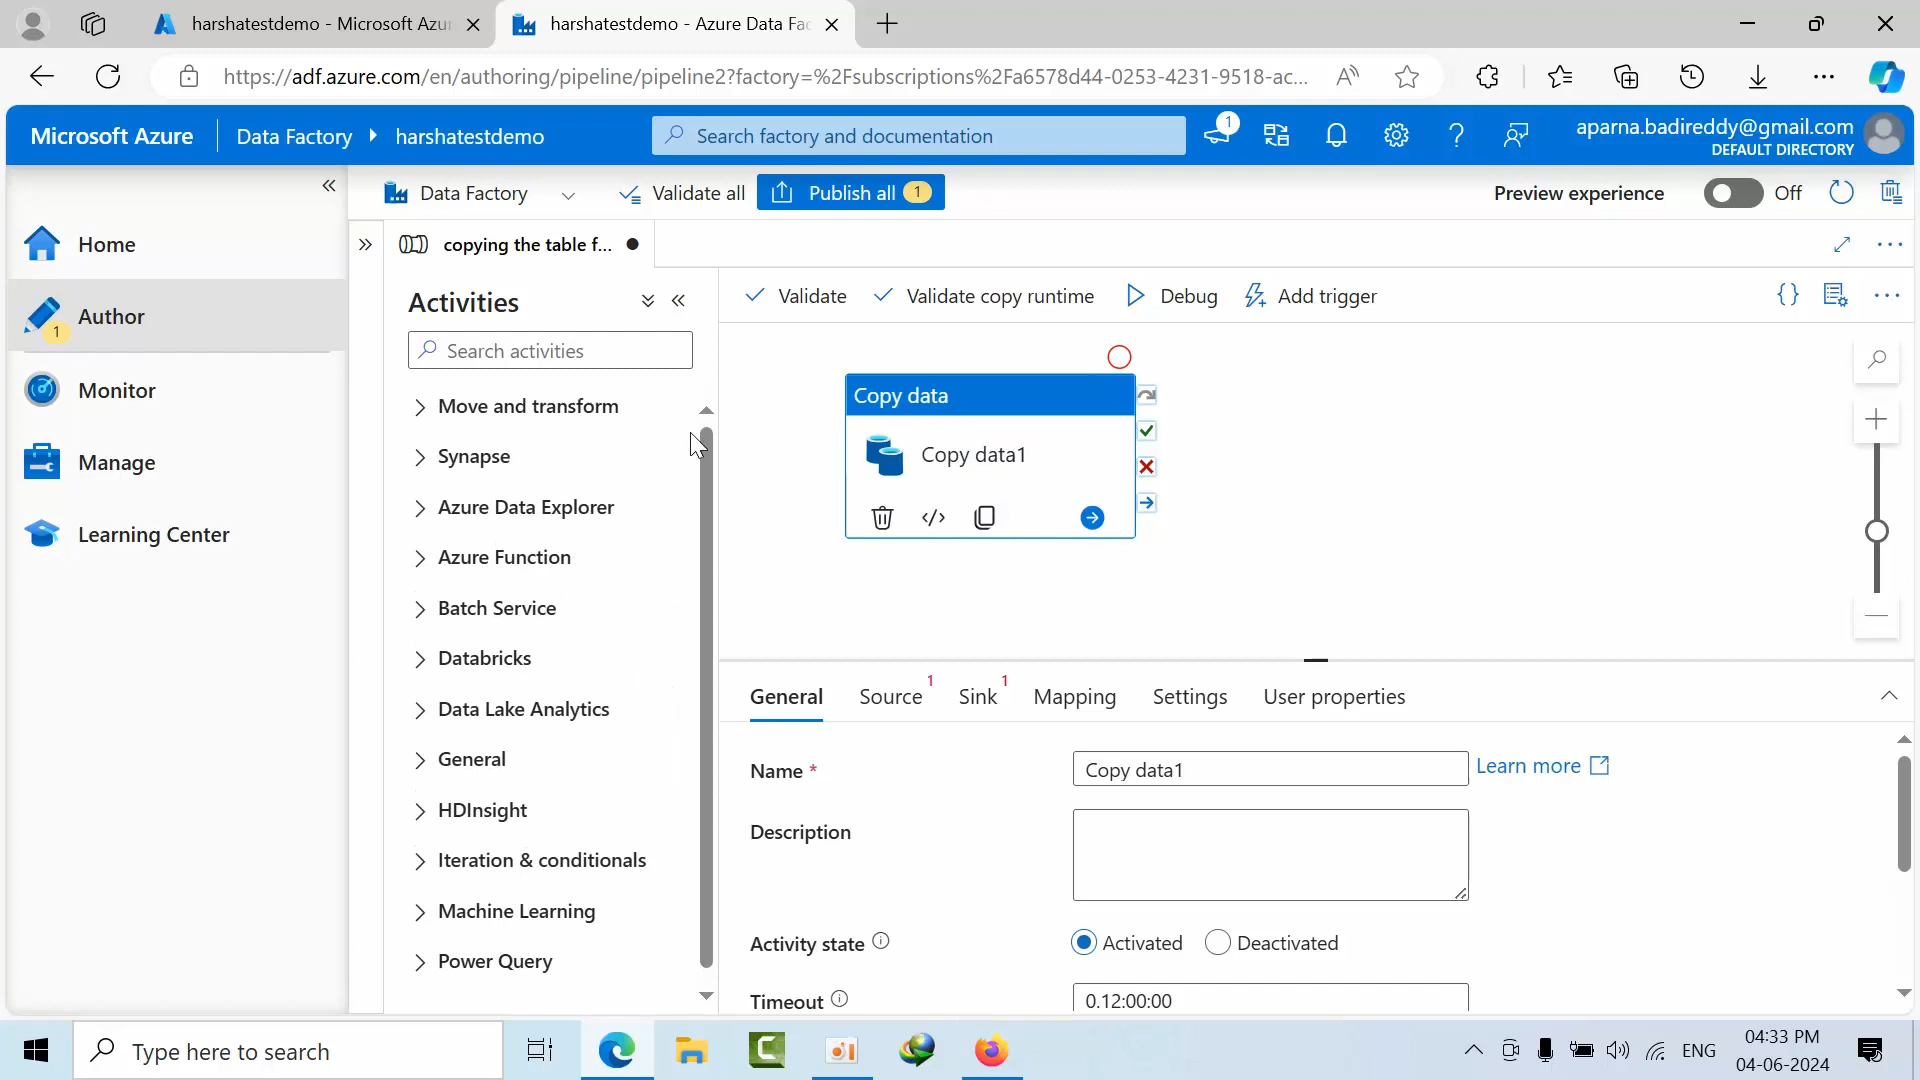 harshatestdemo - Microsoft Azu
harshatestdemo - Azure Data Fac
https://adf.azure.com/en/authoring/pipeline/pipeline2?factory=%2Fsubscriptions%2Fa6578d44-0253-4231-9518-ac...
Microsoft Azure
Data Factory
harshatestdemo
Search factory and documentation
1
aparna.badireddy@gmail.com
DEFAULT DIRECTORY
Data Factory
Validate all
Publish all
1
Preview experience
Off
Home
Author
1
Monitor
Manage
Learning Center
copying the table f...
Activities
Search activities
Move and transform
Synapse
Azure Data Explorer
Azure Function
Batch Service
Databricks
Data Lake Analytics
General
HDInsight
Iteration & conditionals
Machine Learning
Power Query
Validate
Validate copy runtime
Debug
Add trigger
Copy data
Copy data1
General
Source 1
Sink 1
Mapping
Settings
User properties
Name *
Copy data1
Learn more
Description
Activity state
Activated
Deactivated
Timeout
0.12:00:00
Type here to search
ENG
04:33 PM
04-06-2024